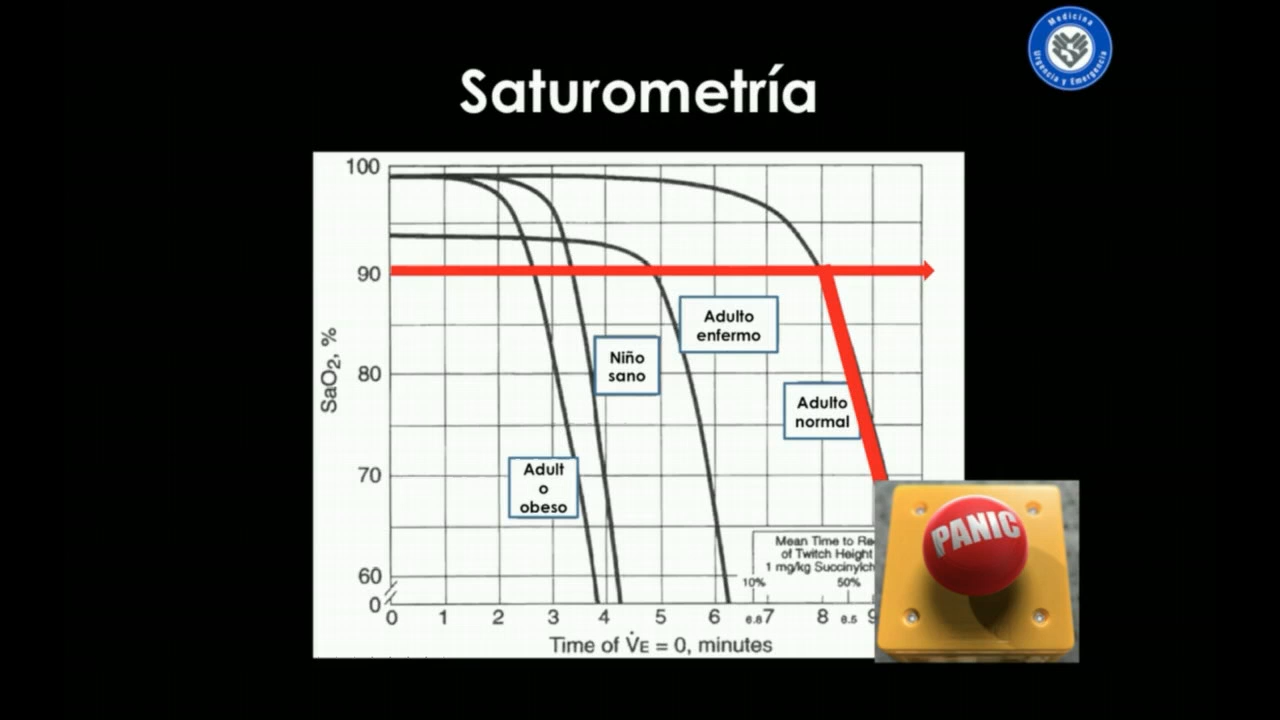 Medicina
Urgencia y Emergencia
Saturometría
100
90
80
70
60
0
SaO2, %
Adulto
enfermo
Niño
sano
Adulto
normal
Adult
o
obeso
PANIC
Mean Time to Re
of Twitch Height
1 mg/kg Succinylch
10% 50%
0 1 2 3 4 5 6 6.8 7 8 8.5 9
Time of V̇E = 0, minutes